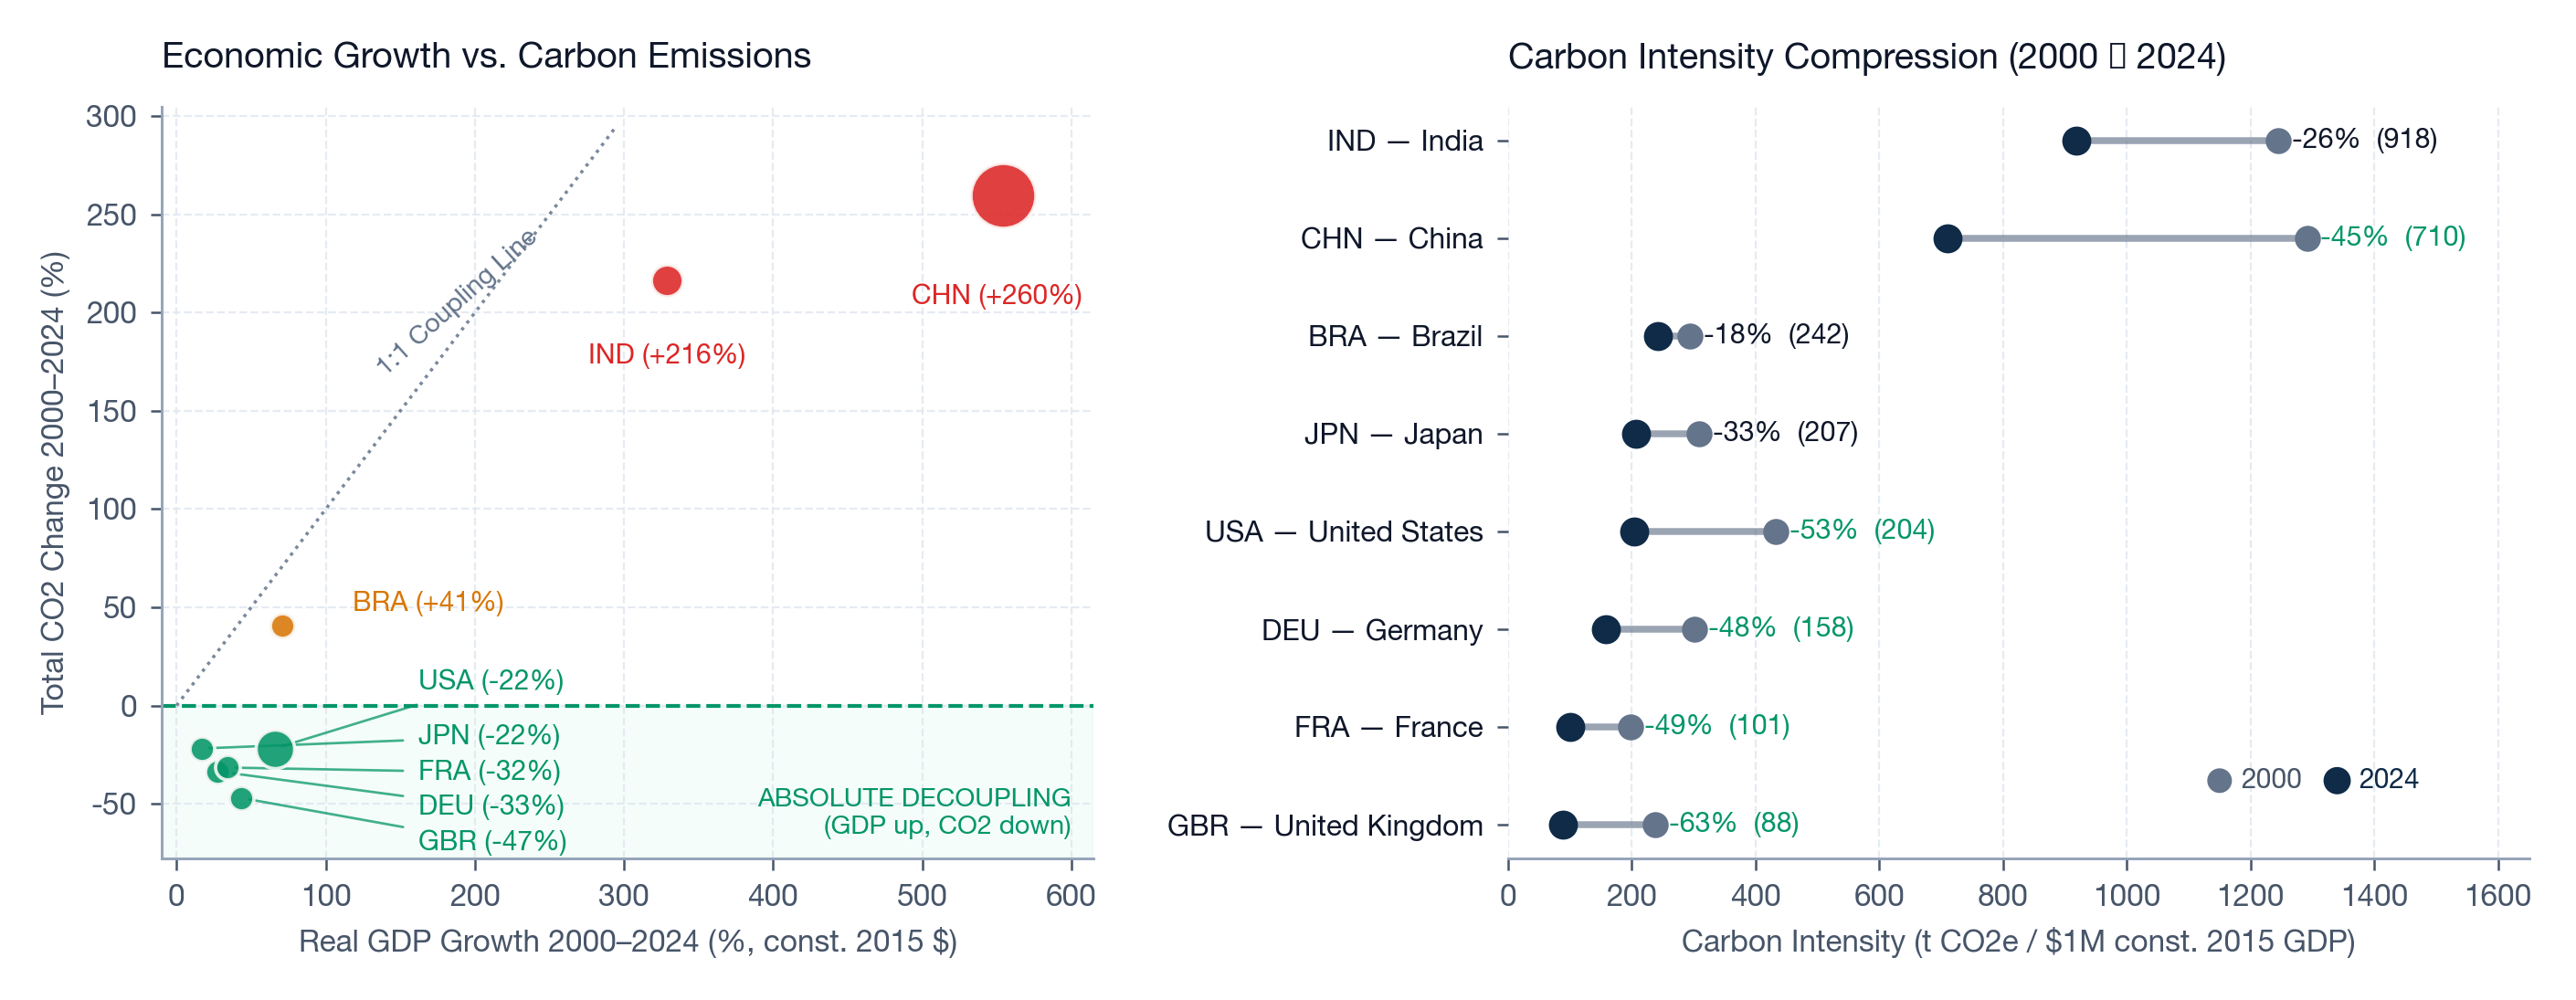 Economic Growth vs. Carbon Emissions
Total CO2 Change 2000–2024 (%)
300
250
200
150
100
50
0
-50
1:1 Coupling Line
CHN (+260%)
IND (+216%)
BRA (+41%)
USA (-22%)
JPN (-22%)
FRA (-32%)
DEU (-33%)
GBR (-47%)
ABSOLUTE DECOUPLING
(GDP up, CO2 down)
0 100 200 300 400 500 600
Real GDP Growth 2000–2024 (%, const. 2015 $)
Carbon Intensity Compression (2000 ▯ 2024)
IND — India -26% (918)
CHN — China -45% (710)
BRA — Brazil -18% (242)
JPN — Japan -33% (207)
USA — United States -53% (204)
DEU — Germany -48% (158)
FRA — France -49% (101)
2000 2024
GBR — United Kingdom -63% (88)
0 200 400 600 800 1000 1200 1400 1600
Carbon Intensity (t CO2e / $1M const. 2015 GDP)